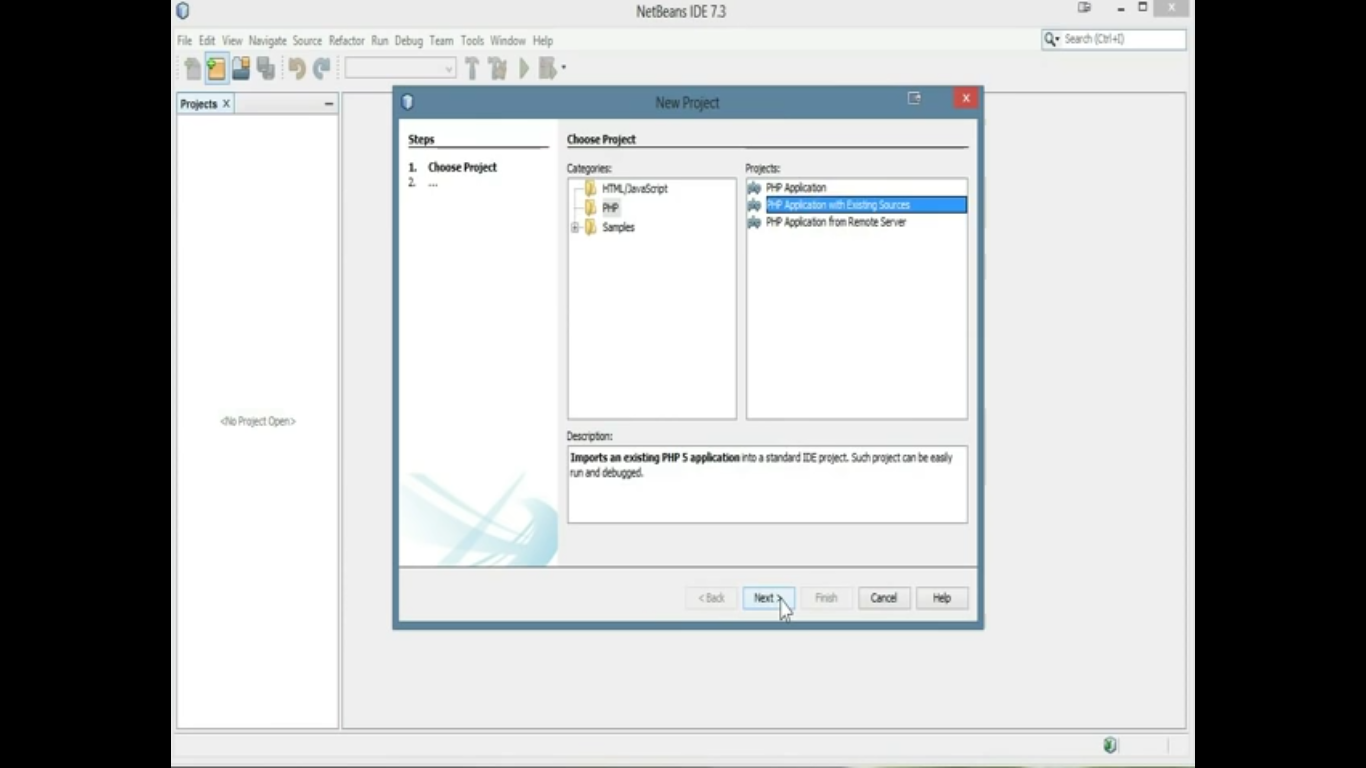 NetBeans IDE 7.3
File Edit View Navigate Source Refactor Run Debug Team Tools Window Help
Search (Ctrl+I)
Projects X
<No Project Open>
New Project
Steps
1. Choose Project
2. ...
Choose Project
Categories:
HTML/JavaScript
PHP
Samples
Projects:
PHP Application
PHP Application with Existing Sources
PHP Application from Remote Server
Description:
Imports an existing PHP 5 application into a standard IDE project. Such project can be easily
run and debugged.
< Back Next > Finish Cancel Help